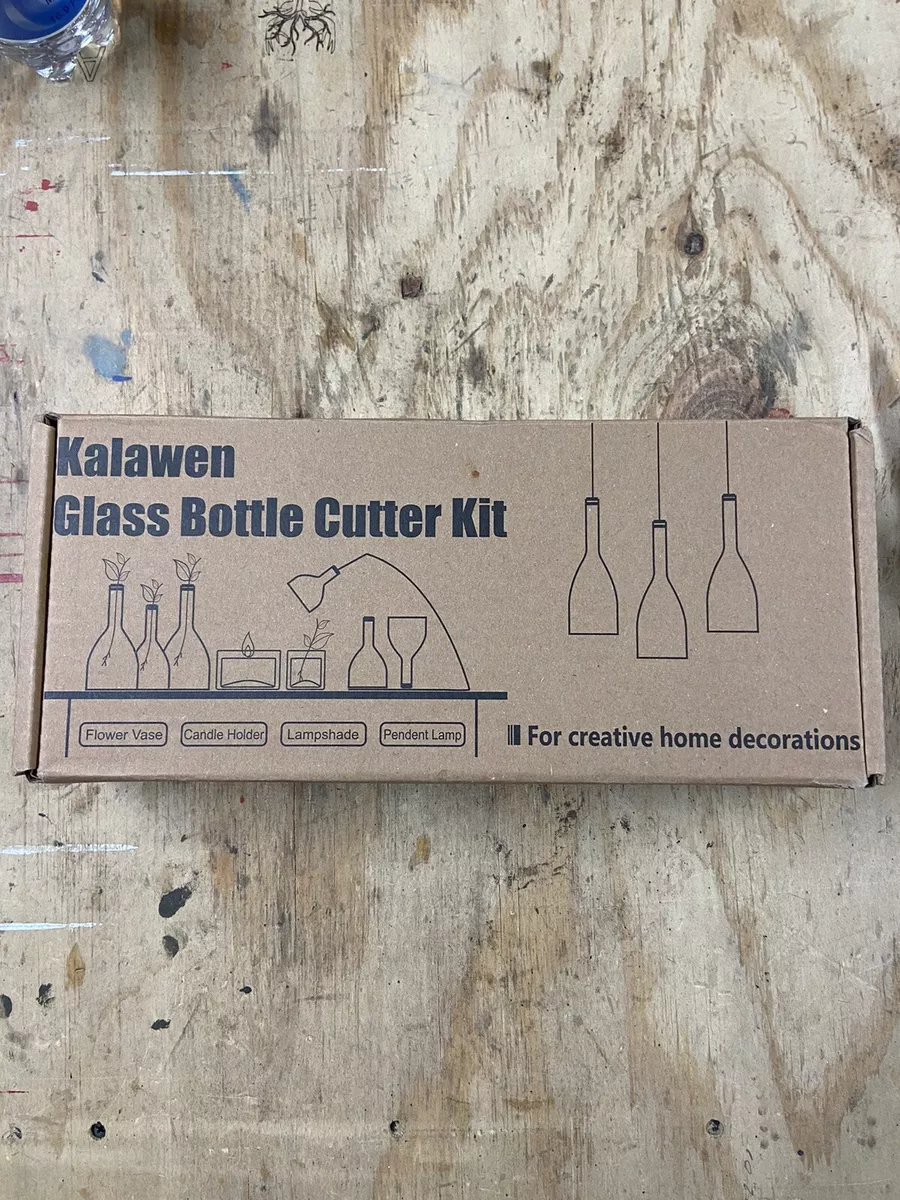 Kalawen
Glass Bottle Cutter Kit
Flower Vase
Candle Holder
Lampshade
Pendent Lamp
For creative home decorations